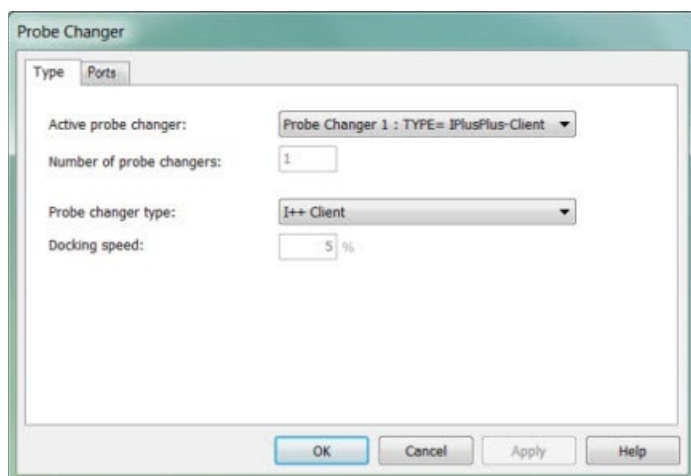 Probe Changer
Type Ports
Active probe changer: Probe Changer 1 : TYPE= IPlusPlus-Client
Number of probe changers: 1
Probe changer type: I++ Client
Docking speed: 5 %
OK Cancel Apply Help